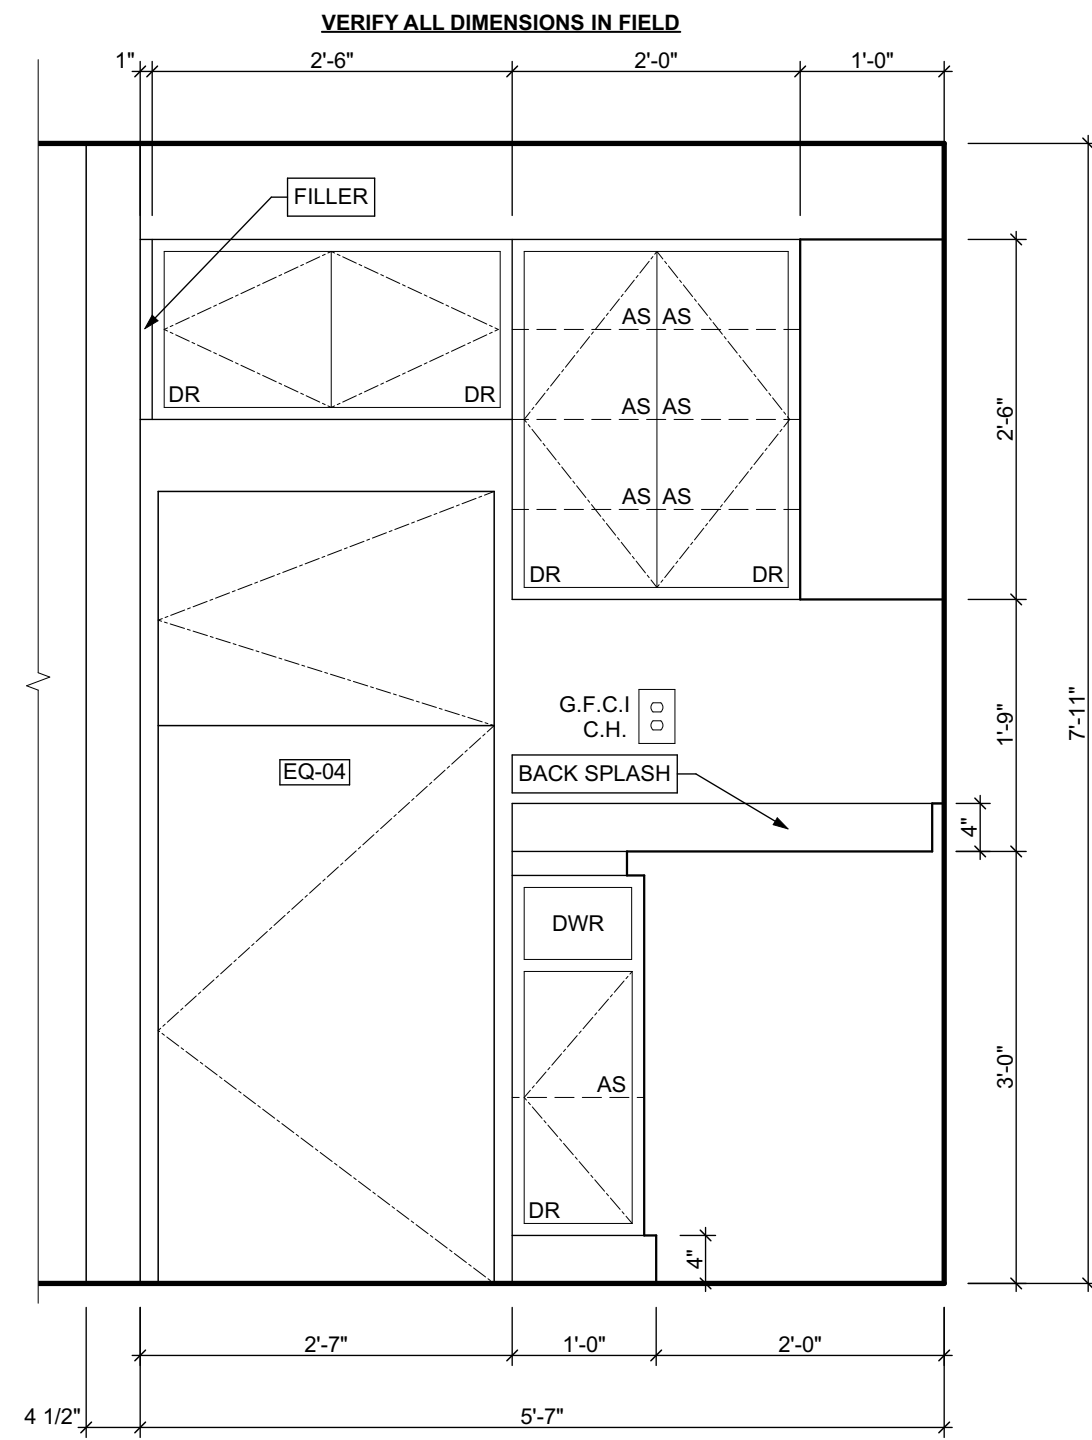 VERIFY ALL DIMENSIONS IN FIELD
1" 2'-6" 2'-0" 1'-0"
FILLER
AS AS
DR DR
AS AS
2'-6"
AS AS
DR DR
G.F.C.I
C.H.
1'-9"
7'-11"
EQ-04
BACK SPLASH
4"
DWR
3'-0"
AS
DR
4"
2'-7" 1'-0" 2'-0"
4 1/2" 5'-7"